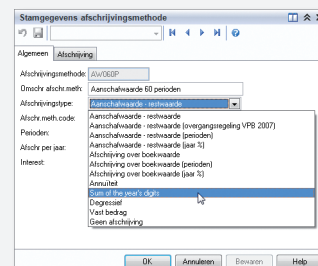 Stamgegevens afschrijvingsmethode
Algemeen Afschrijving
Afschrijvingsmethode: AW060P
Omschr afschr.meth: Aanschafwaarde 60 perioden
Afschrijvingstype: Aanschafwaarde - restwaarde
Afschr.meth.code: Aanschafwaarde - restwaarde
Aanschafwaarde - restwaarde (overgangsregeling VPB 2007)
Perioden: Aanschafwaarde - restwaarde (perioden)
Afschr per jaar: Aanschafwaarde - restwaarde (jaar %)
Afschrijving over boekwaarde
Interest: Afschrijving over boekwaarde (perioden)
Afschrijving over boekwaarde (jaar %)
Annuïteit
Sum of the year's digits
Degressief
Vast bedrag
Geen afschrijving
OK Annuleren Bewaren Help